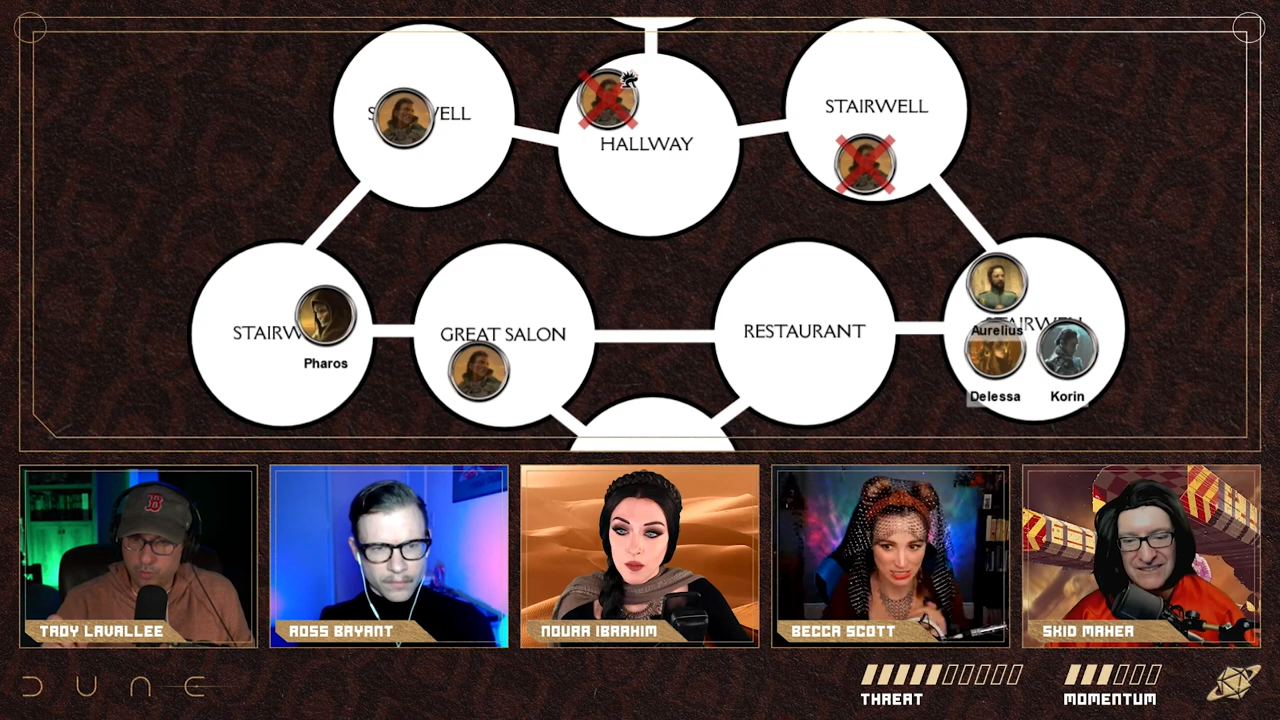 HALLWAY
STAIRWELL
Pharos
GREAT SALON
RESTAURANT
Aurelius
Delessa
Korin
B
TROY LAVALLEE
ROSS BRYANT
NOURA IBRAHIM
BECCA SCOTT
SKID MAHER
DUNE
THREAT
MOMENTUM